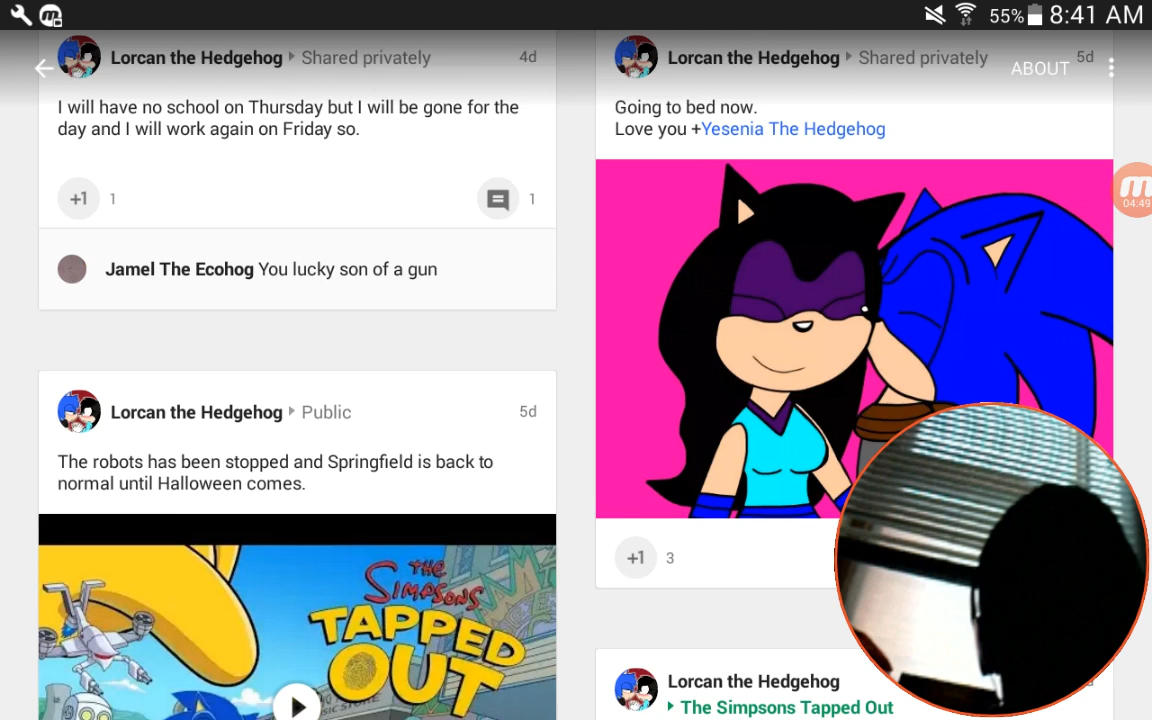 55% 8:41 AM
ABOUT
Lorcan the Hedgehog Shared privately 4d
I will have no school on Thursday but I will be gone for the
day and I will work again on Friday so.
+1 1 1
Jamel The Ecohog You lucky son of a gun
Lorcan the Hedgehog Public 5d
The robots has been stopped and Springfield is back to
normal until Halloween comes.
THE
SIMPSONS
TAPPED
OUT
Lorcan the Hedgehog Shared privately 5d
Going to bed now.
Love you +Yesenia The Hedgehog
04:49
+1 3
Lorcan the Hedgehog
The Simpsons Tapped Out